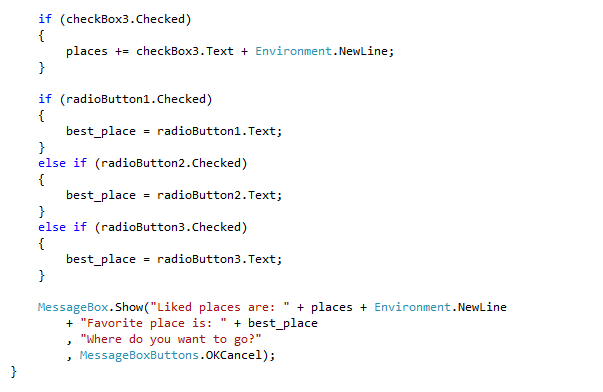 if (checkBox3.Checked)
{
places += checkBox3.Text + Environment.NewLine;
}
if (radioButton1.Checked)
{
best_place = radioButton1.Text;
}
else if (radioButton2.Checked)
{
best_place = radioButton2.Text;
}
else if (radioButton3.Checked)
{
best_place = radioButton3.Text;
}
MessageBox.Show("Liked places are: " + places + Environment.NewLine
+ "Favorite place is: " + best_place
, "Where do you want to go?"
, MessageBoxButtons.OKCancel);
}